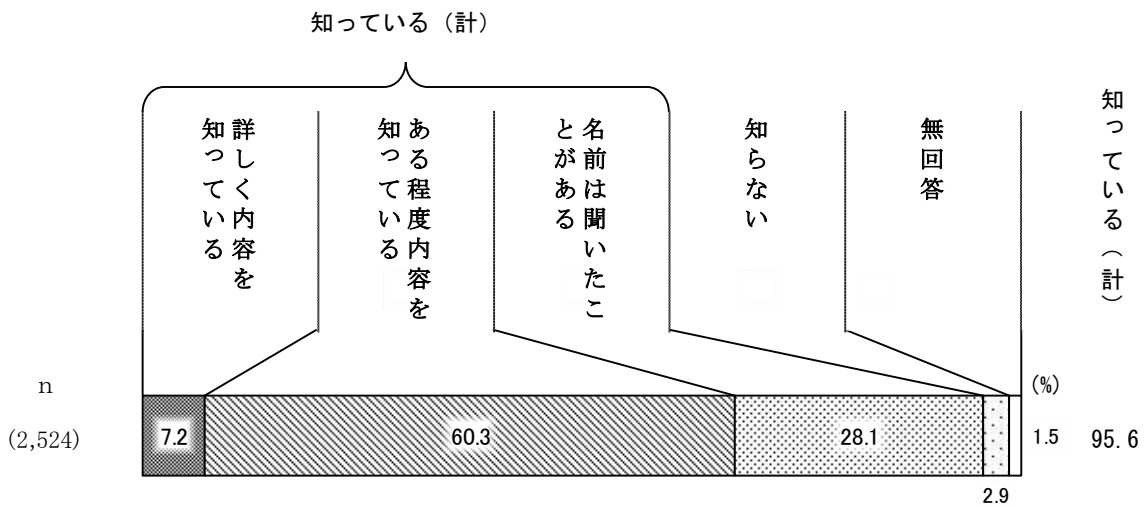 知っている（計）
詳しく内容を
知っている
ある程度内容を
知っている
名前は聞いたこ
とがある
知らない
無回答
知っている（計）
n
(%)
(2,524)
7.2
60.3
28.1
1.5
95.6
2.9